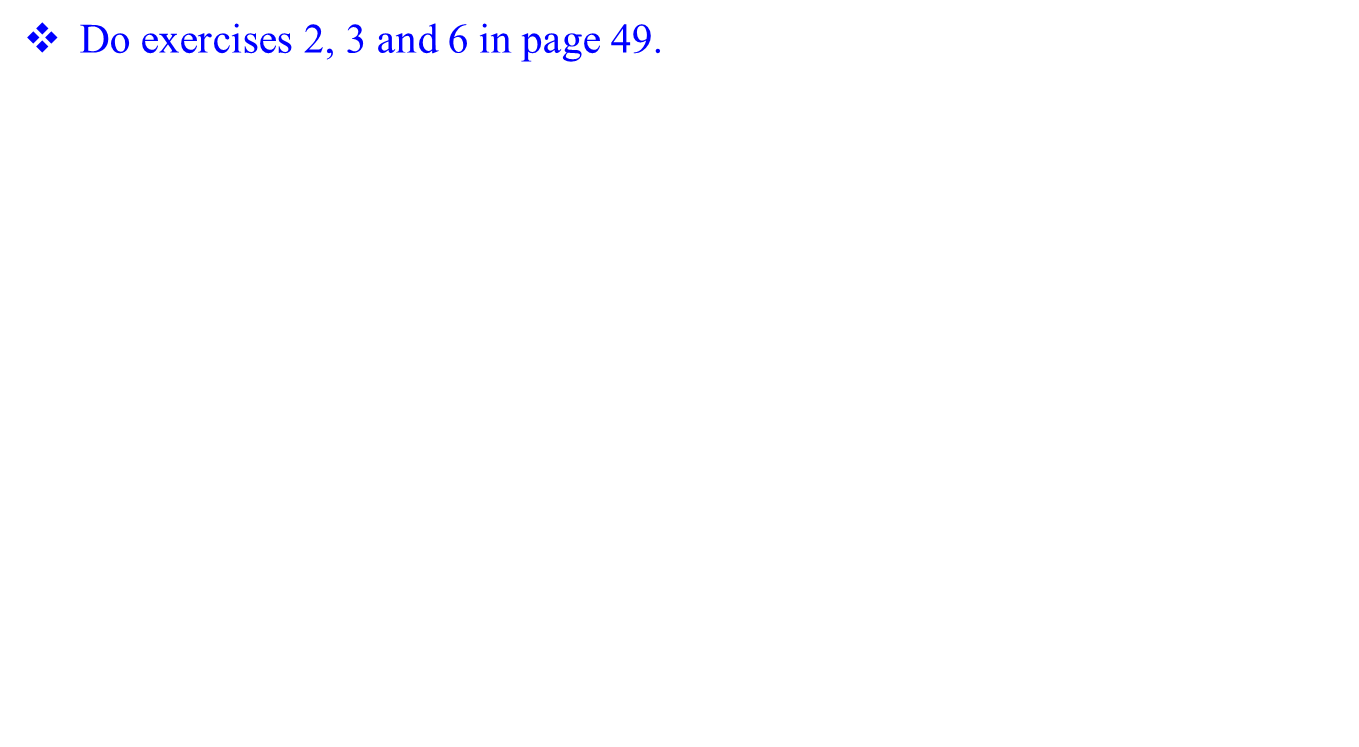 ❖ Do exercises 2, 3 and 6 in page 49.